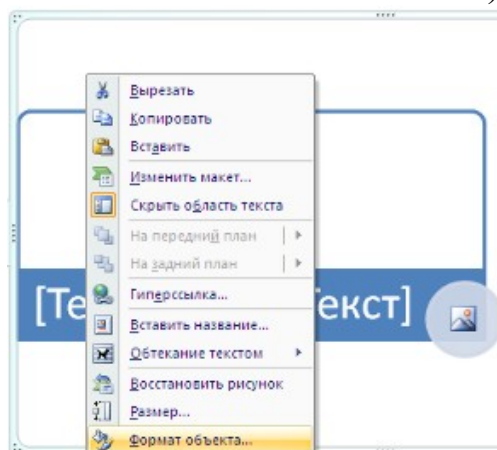 Вырезать
Копировать
Вставить
Изменить макет...
Скрыть область текста
На передний план
На задний план
Гиперссылка...
[Те екст]
Вставить название...
Обтекание текстом
Восстановить рисунок
Размер...
Формат объекта...